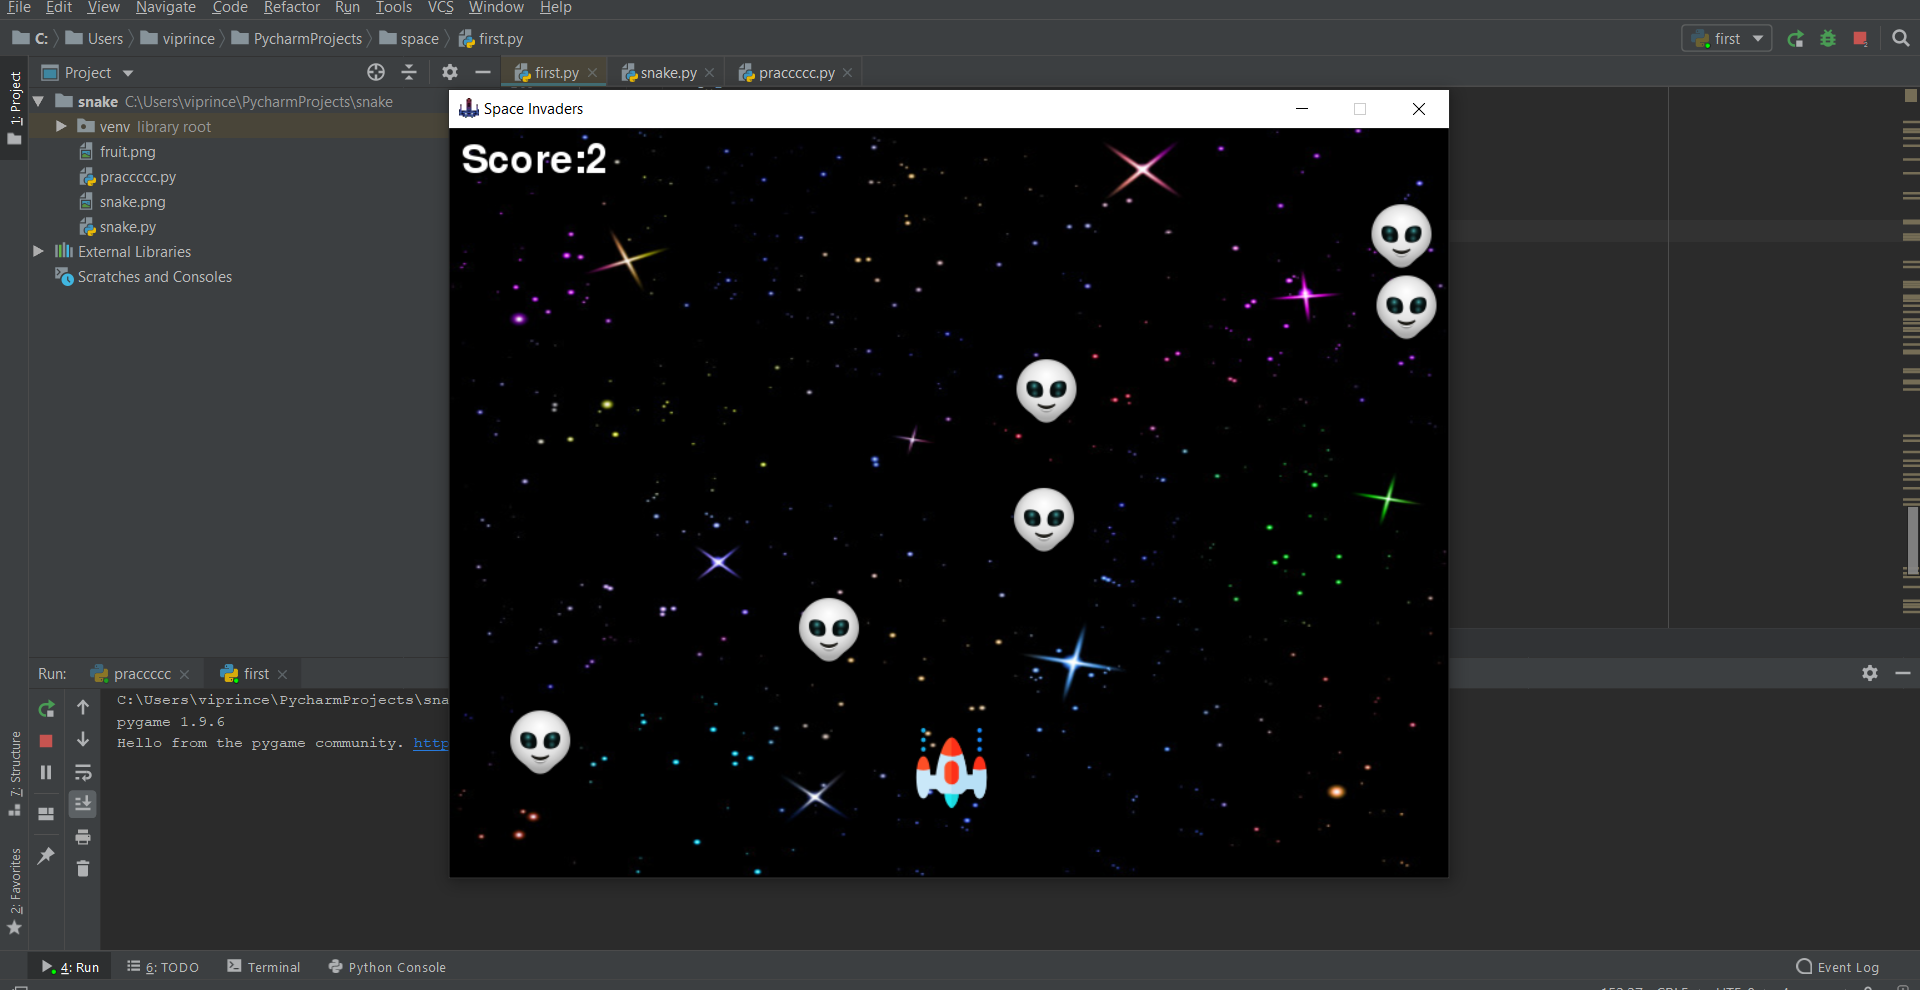 File Edit View Navigate Code Refactor Run Tools VCS Window Help
C: Users viprince PycharmProjects space first.py
first
Project
first.py snake.py praccccc.py
1: Project
snake C:\Users\viprince\PycharmProjects\snake
venv library root
fruit.png
praccccc.py
snake.png
snake.py
External Libraries
Scratches and Consoles
Space Invaders
Score:2
Run: praccccc first
C:\Users\viprince\PycharmProjects\sna
pygame 1.9.6
Hello from the pygame community. http
7: Structure
2: Favorites
4: Run 6: TODO Terminal Python Console
Event Log